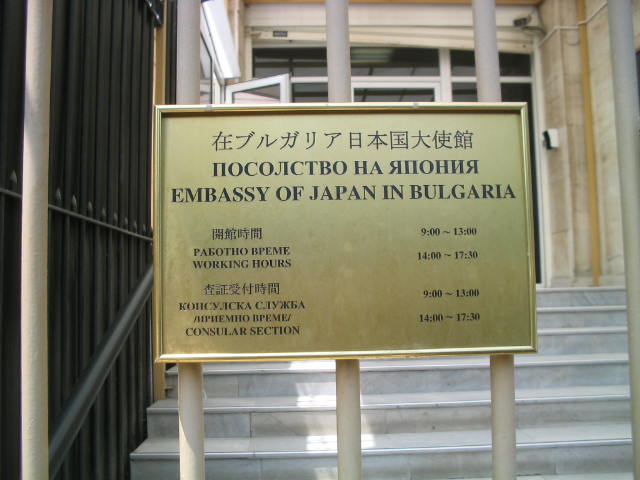 在ブルガリア日本国大使館
ПОСОЛСТВО НА ЯПОНИЯ
EMBASSY OF JAPAN IN BULGARIA
開館時間 9:00 ~ 13:00
РАБОТНО ВРЕМЕ
WORKING HOURS 14:00 ~ 17:30
査証受付時間 9:00 ~ 13:00
КОНСУЛСКА СЛУЖБА
/ПРИЕМНО ВРЕМЕ/ 14:00 ~ 17:30
CONSULAR SECTION